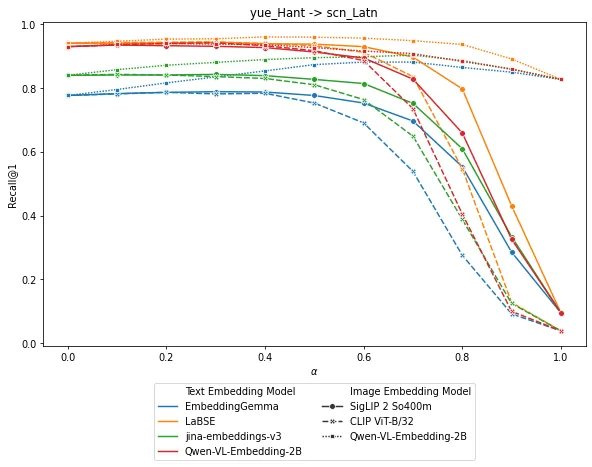 yue_Hant -> scn_Latn
Recall@1
1.0
0.8
0.6
0.4
0.2
0.0
0.0 0.2 0.4 0.6 0.8 1.0
α
Text Embedding Model
EmbeddingGemma
LaBSE
jina-embeddings-v3
Qwen-VL-Embedding-2B
Image Embedding Model
SigLIP 2 So400m
CLIP ViT-B/32
Qwen-VL-Embedding-2B